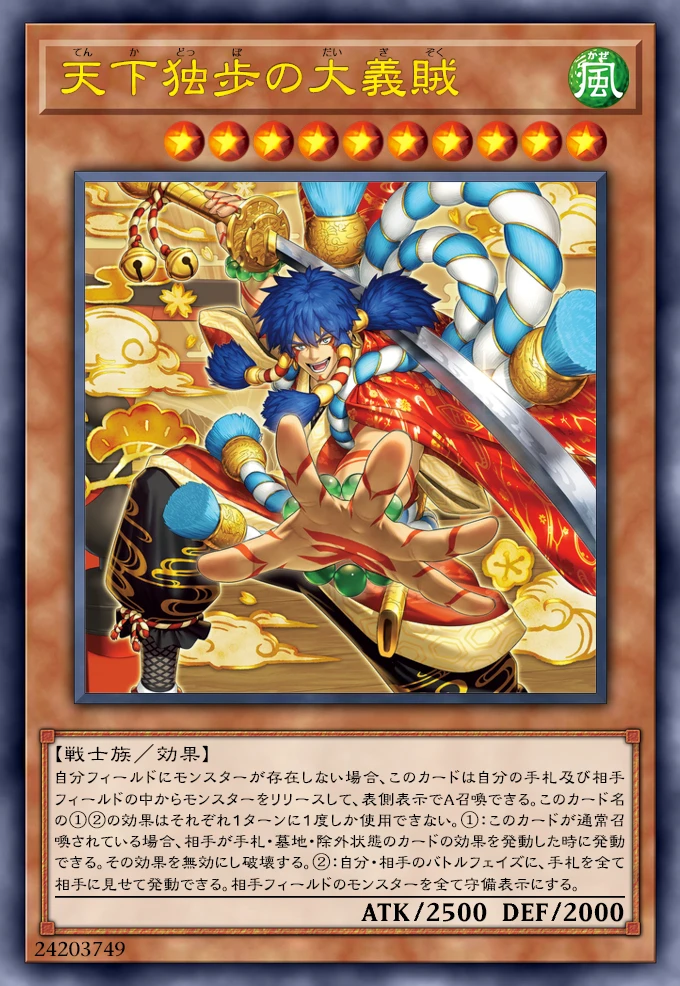 てんかどっぽだいぎぞく
天下独歩の大義賊
かぜ
風
【戦士族／効果】
自分フィールドにモンスターが存在しない場合、このカードは自分の手札及び相手
フィールドの中からモンスターをリリースして、表側表示でA召喚できる。このカード名
の①②の効果はそれぞれ1ターンに1度しか使用できない。①：このカードが通常召
喚されている場合、相手が手札・墓地・除外状態のカードの効果を発動した時に発動
できる。その効果を無効にし破壊する。②：自分・相手のバトルフェイズに、手札を全て
相手に見せて発動できる。相手フィールドのモンスターを全て守備表示にする。
ATK/2500 DEF/2000
24203749